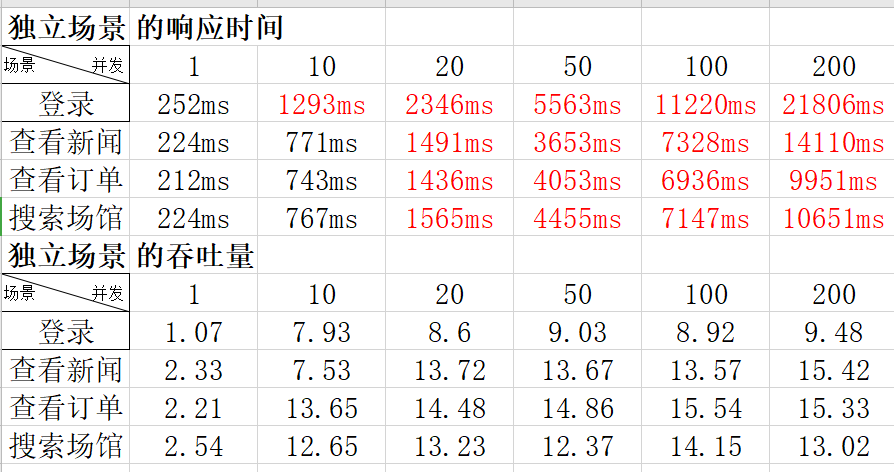 独立场景 的响应时间
场景 并发 1 10 20 50 100 200
登录 252ms 1293ms 2346ms 5563ms 11220ms 21806ms
查看新闻 224ms 771ms 1491ms 3653ms 7328ms 14110ms
查看订单 212ms 743ms 1436ms 4053ms 6936ms 9951ms
搜索场馆 224ms 767ms 1565ms 4455ms 7147ms 10651ms
独立场景 的吞吐量
场景 并发 1 10 20 50 100 200
登录 1.07 7.93 8.6 9.03 8.92 9.48
查看新闻 2.33 7.53 13.72 13.67 13.57 15.42
查看订单 2.21 13.65 14.48 14.86 15.54 15.33
搜索场馆 2.54 12.65 13.23 12.37 14.15 13.02